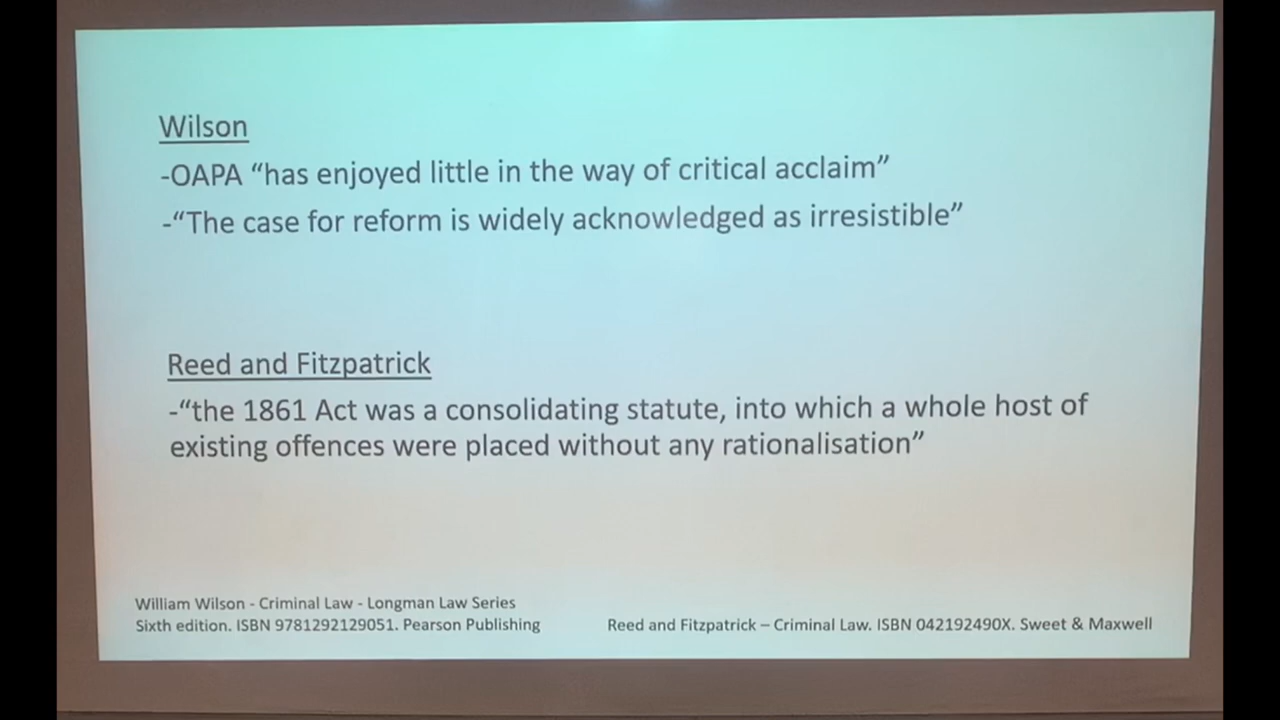 Wilson
-OAPA “has enjoyed little in the way of critical acclaim”
-“The case for reform is widely acknowledged as irresistible”
Reed and Fitzpatrick
-“the 1861 Act was a consolidating statute, into which a whole host of
existing offences were placed without any rationalisation”
William Wilson - Criminal Law - Longman Law Series
Sixth edition. ISBN 9781292129051. Pearson Publishing
Reed and Fitzpatrick – Criminal Law. ISBN 042192490X. Sweet & Maxwell